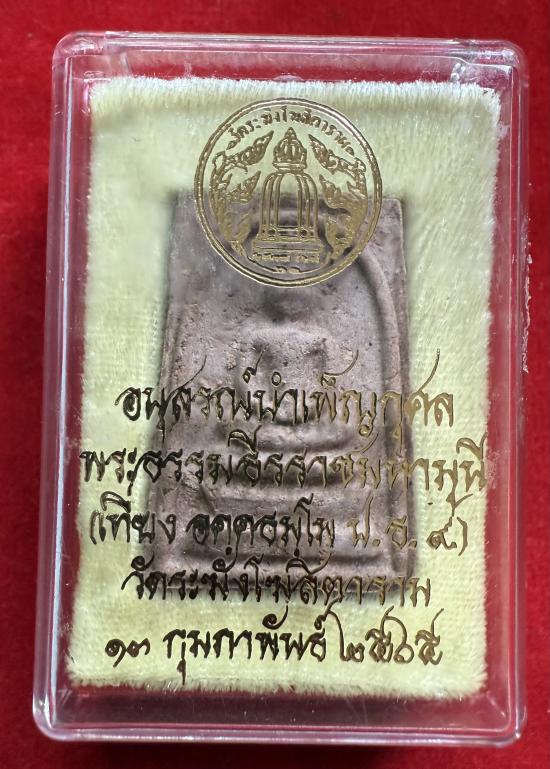 วัดระฆังโฆสิตาราม
อนุสรณ์บำเพ็ญกุศล
พระธรรมธีรราชมหามุนี
(เที่ยง อคฺคธมฺโม ป.ธ. ๙)
วัดระฆังโฆสิตาราม
๑๓ กุมภาพันธ์ ๒๕๖๕